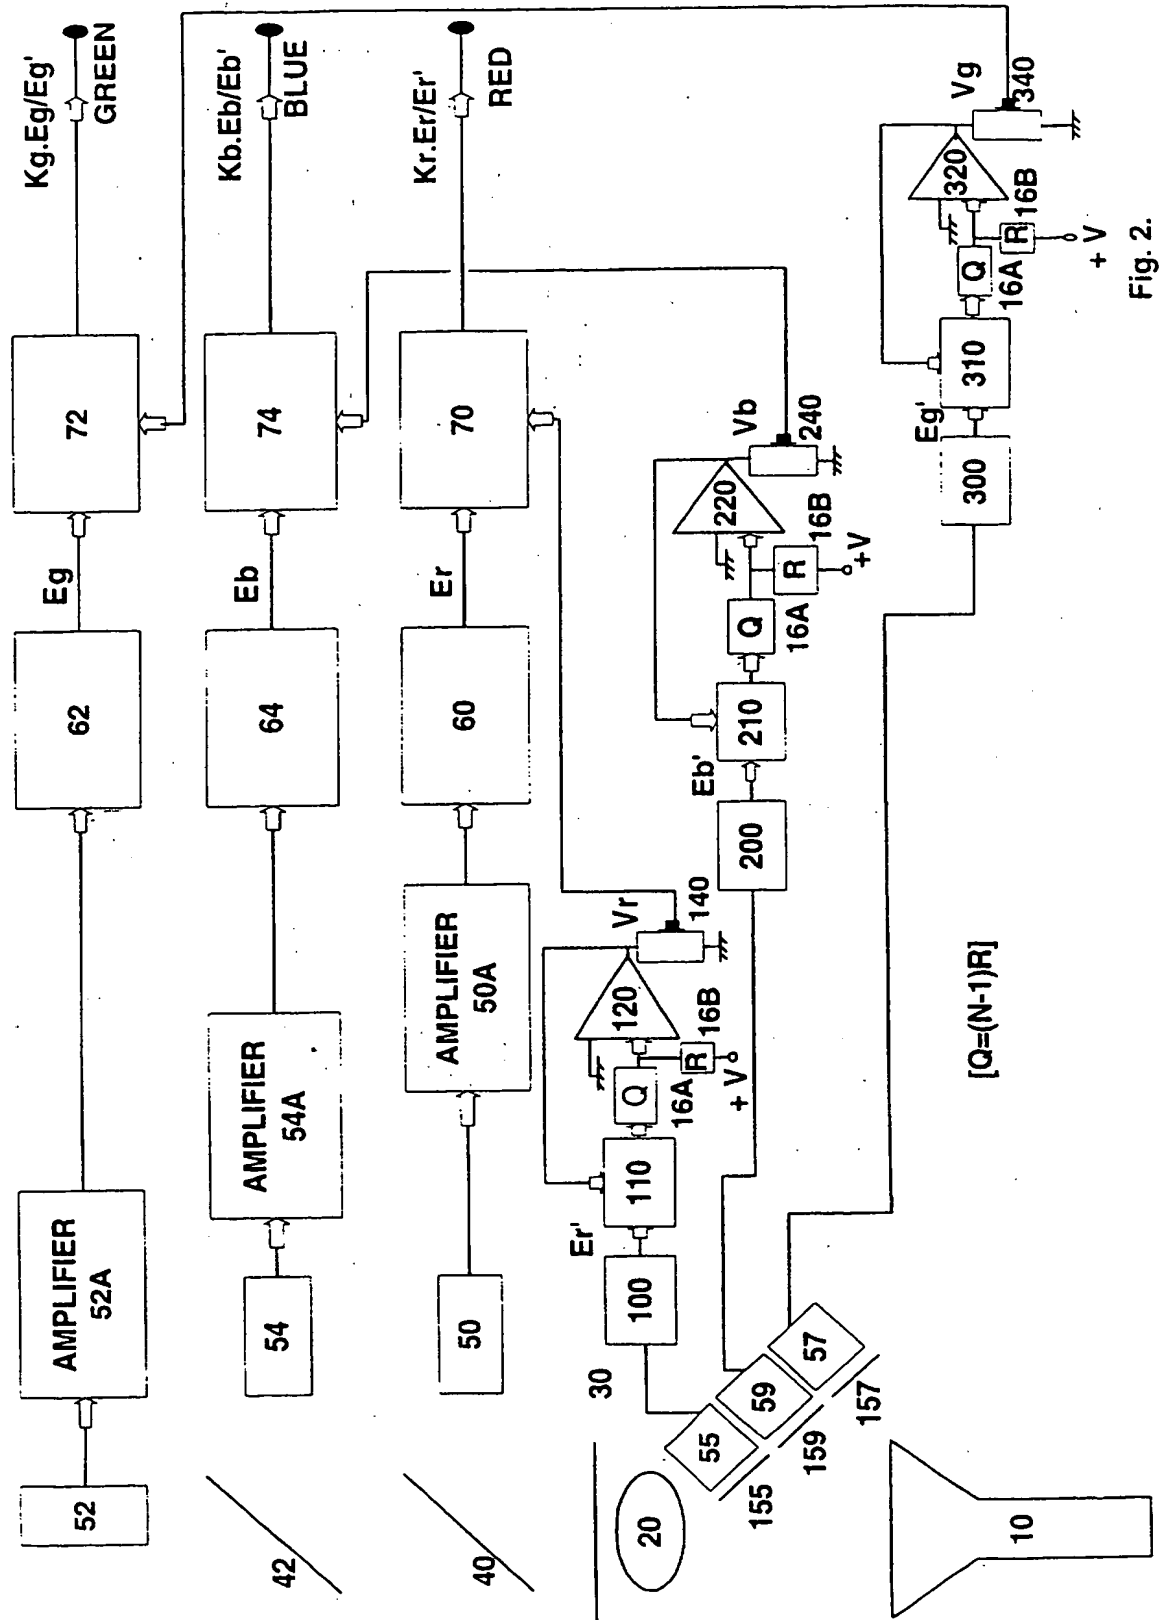 Kg.Eg/Eg'
GREEN
72
Eg
62
AMPLIFIER
52A
52
Kb.Eb/Eb'
BLUE
74
Eb
64
AMPLIFIER
54A
54
42
Kr.Er/Er'
RED
70
Er
60
AMPLIFIER
50A
50
40
Vr
140
120
16B
R
+ V
Q
16A
110
Er'
100
30
Vb
240
220
16B
R
+V
Q
16A
210
Eb'
200
Vg
340
320
16B
R
+ V
Q
16A
310
Eg'
300
55
59
57
155
159
157
20
10
[Q=(N-1)R]
Fig. 2.